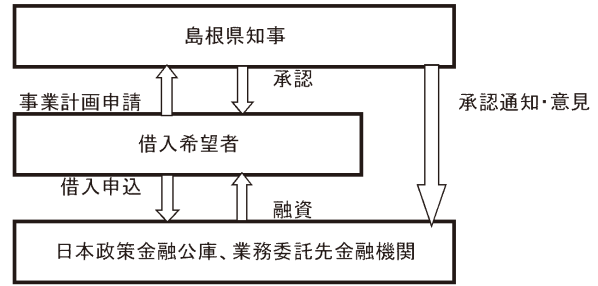 島根県知事
承認
事業計画申請
承認通知・意見
借入希望者
借入申込
融資
日本政策金融公庫、業務委託先金融機関